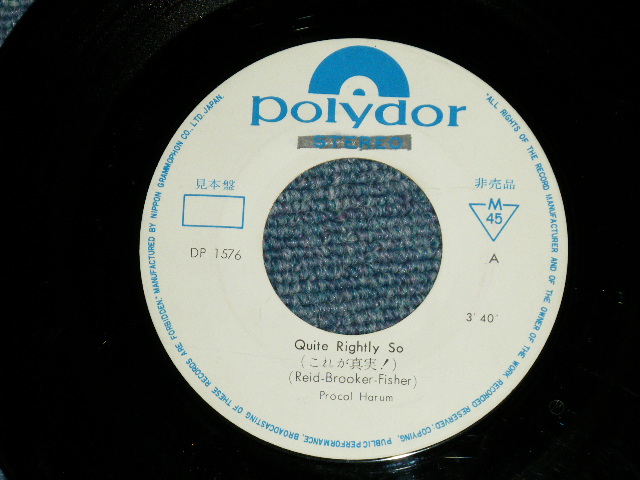 polydor
STEREO
見本盤
非売品
M
45
DP 1576
A
3' 40"
Quite Rightly So
(これが真実!)
(Reid-Brooker-Fisher)
Procol Harum
"ALL RIGHTS OF THE RECORD MANUFACTURER AND OF THE OWNER OF THE WORK RECORDED RESERVED. COPYING, PUBLIC PERFORMANCE, BROADCASTING OF THESE RECORDS ARE FORBIDDEN." MANUFACTURED BY NIPPON GRAMMOPHON CO., LTD. JAPAN.